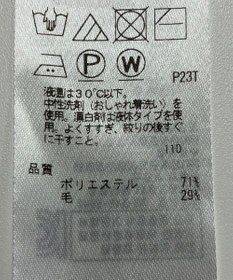 P W
P23T
液温は30℃以下。
中性洗剤(おしゃれ着洗い)を
使用。漂白剤は液体タイプを使
用。よくすすぎ、絞りの後すぐ
に干すこと。
110
品質
ポリエステル 71%
毛 29%